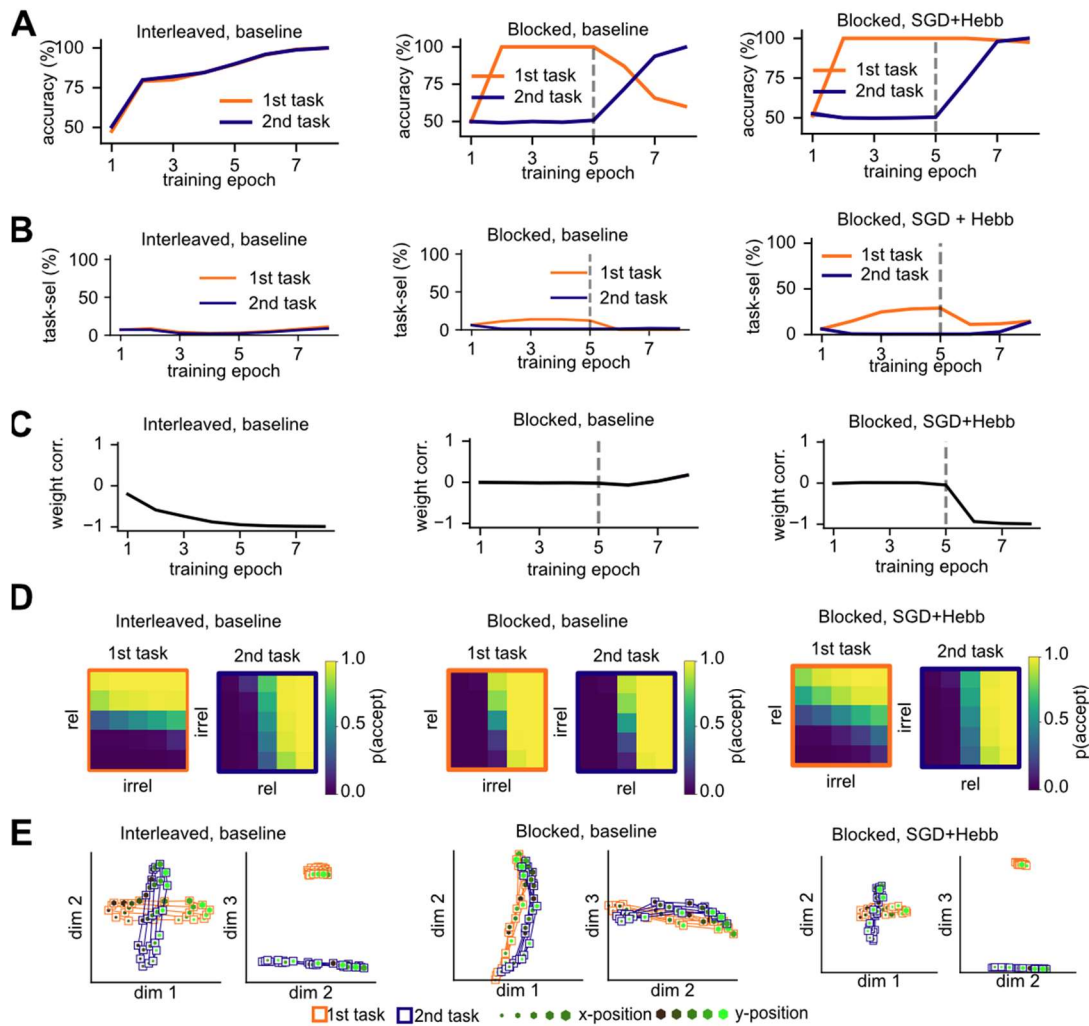 A
Interleaved, baseline
accuracy (%)
100
75
50
1st task
2nd task
1 3 5 7
training epoch
Blocked, baseline
accuracy (%)
100
75
50
1st task
2nd task
1 3 5 7
training epoch
Blocked, SGD+Hebb
accuracy (%)
100
75
50
1st task
2nd task
1 3 5 7
training epoch
B
Interleaved, baseline
task-sel (%)
100
50
0
1st task
2nd task
1 3 5 7
training epoch
Blocked, baseline
task-sel (%)
100
50
0
1st task
2nd task
1 3 5 7
training epoch
Blocked, SGD + Hebb
task-sel (%)
100
50
0
1st task
2nd task
1 3 5 7
training epoch
C
Interleaved, baseline
weight corr.
1
0
−1
1 3 5 7
training epoch
Blocked, baseline
weight corr.
1
0
−1
1 3 5 7
training epoch
Blocked, SGD+Hebb
weight corr.
1
0
−1
1 3 5 7
training epoch
D
Interleaved, baseline
1st task
2nd task
rel
irrel
irrel
rel
1.0
0.5
0.0
p(accept)
Blocked, baseline
1st task
2nd task
rel
irrel
irrel
rel
1.0
0.5
0.0
p(accept)
Blocked, SGD+Hebb
1st task
2nd task
rel
irrel
irrel
rel
1.0
0.5
0.0
p(accept)
E
Interleaved, baseline
dim 2
dim 1
dim 3
dim 2
Blocked, baseline
dim 2
dim 1
dim 3
dim 2
Blocked, SGD+Hebb
dim 2
dim 1
dim 3
dim 2
1st task 2nd task x-position y-position